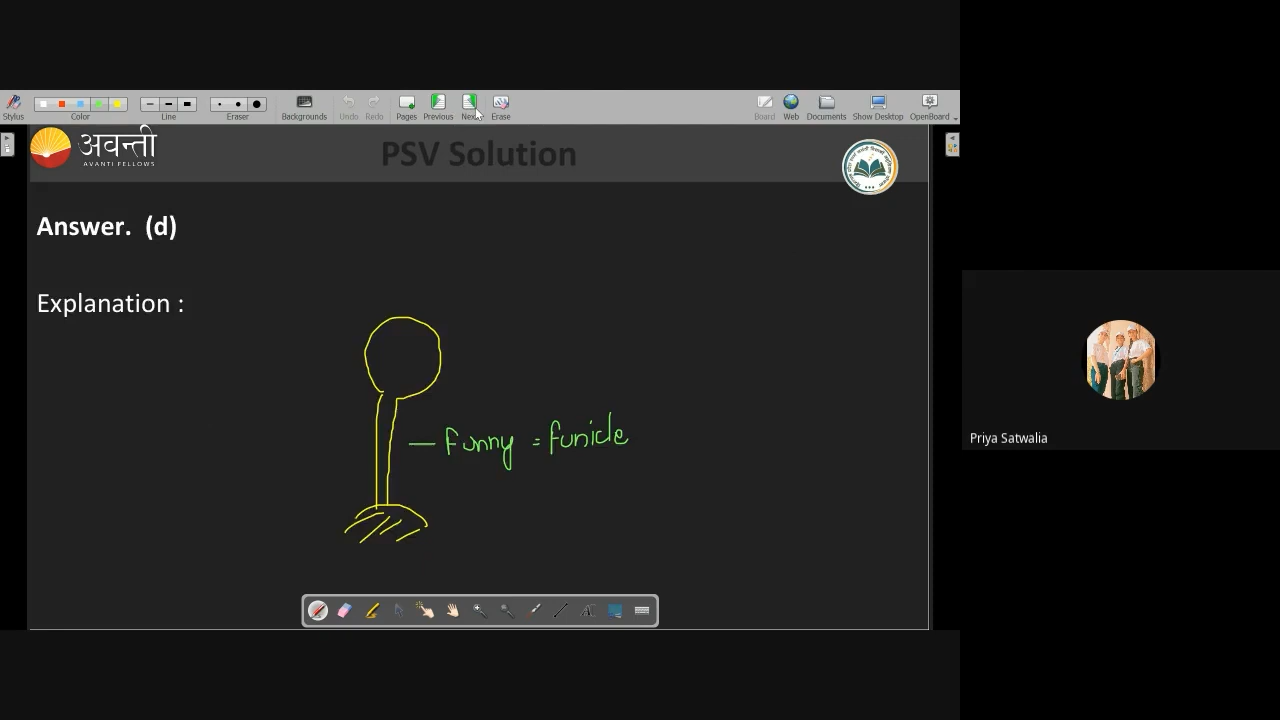 Stylus
Color
Line
Eraser
Backgrounds
Undo
Redo
Pages
Previous
Next
Erase
Board
Web
Documents
Show Desktop
OpenBoard
अवन्ती
AVANTI FELLOWS
PSV Solution
Answer. (d)
Explanation :
— Funny = funicle
Priya Satwalia